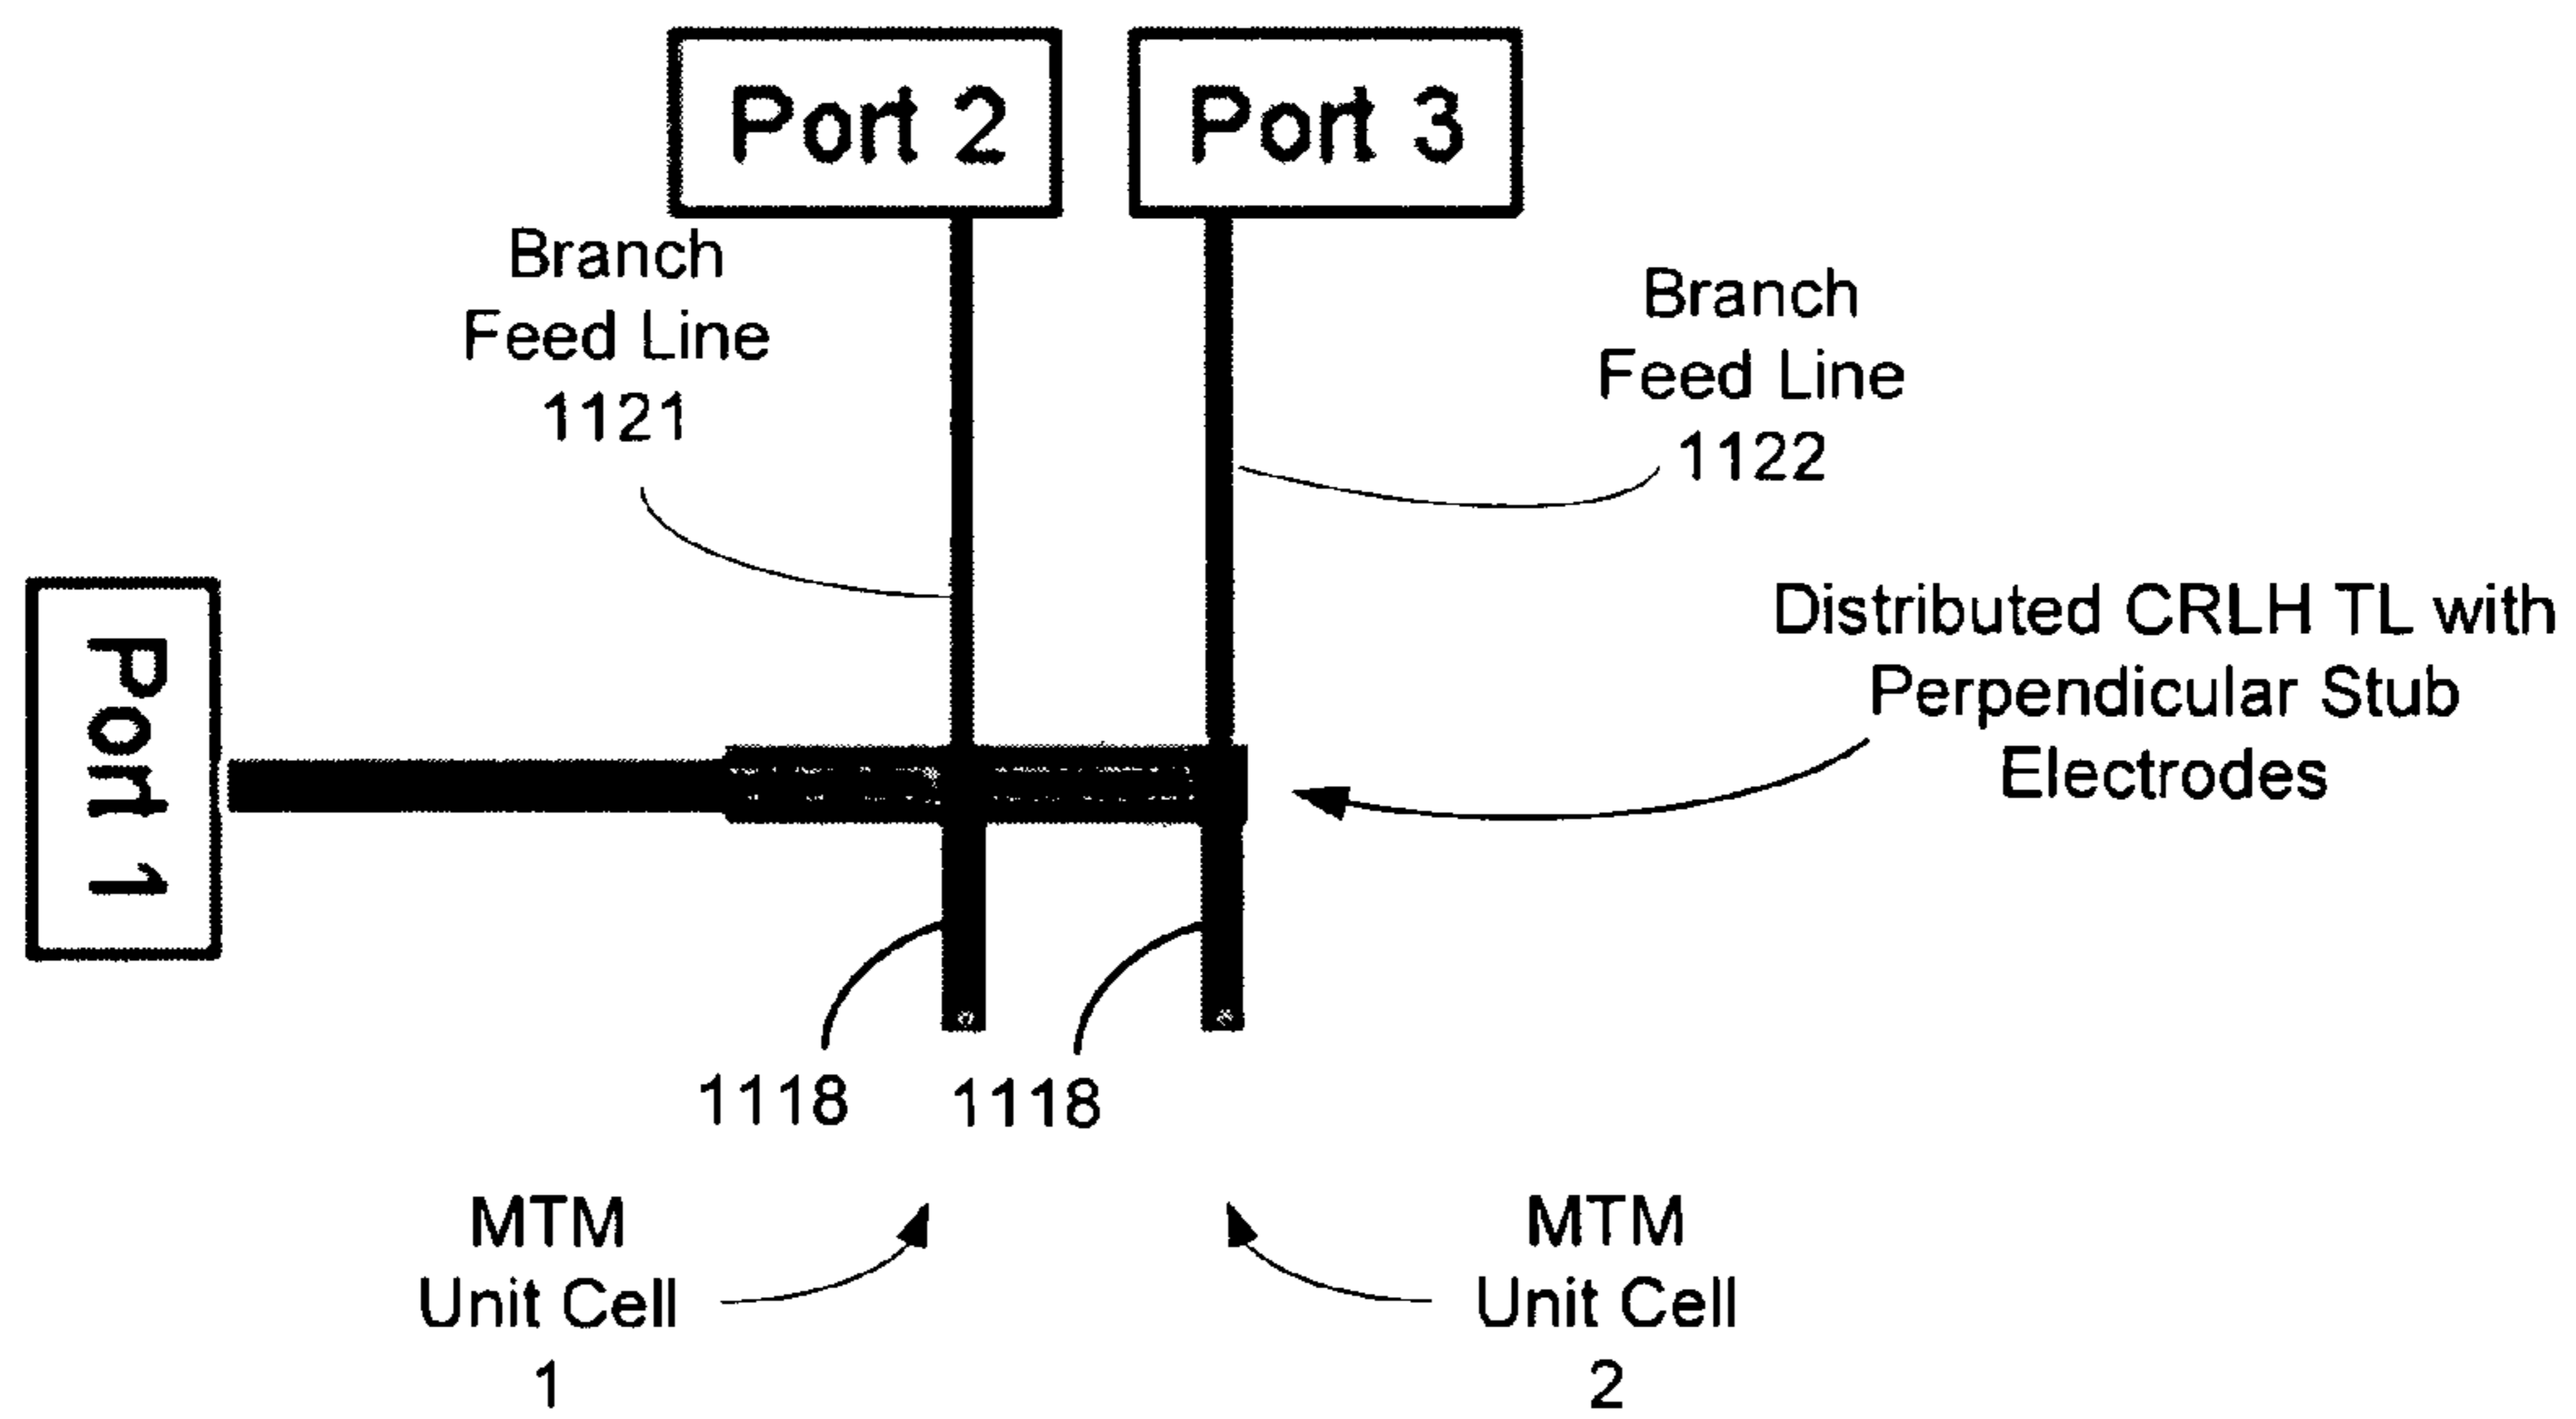 Port 2
Port 3
Branch
Feed Line
1121
Branch
Feed Line
1122
Port 1
Distributed CRLH TL with
Perpendicular Stub
Electrodes
1118
1118
MTM
Unit Cell
1
MTM
Unit Cell
2